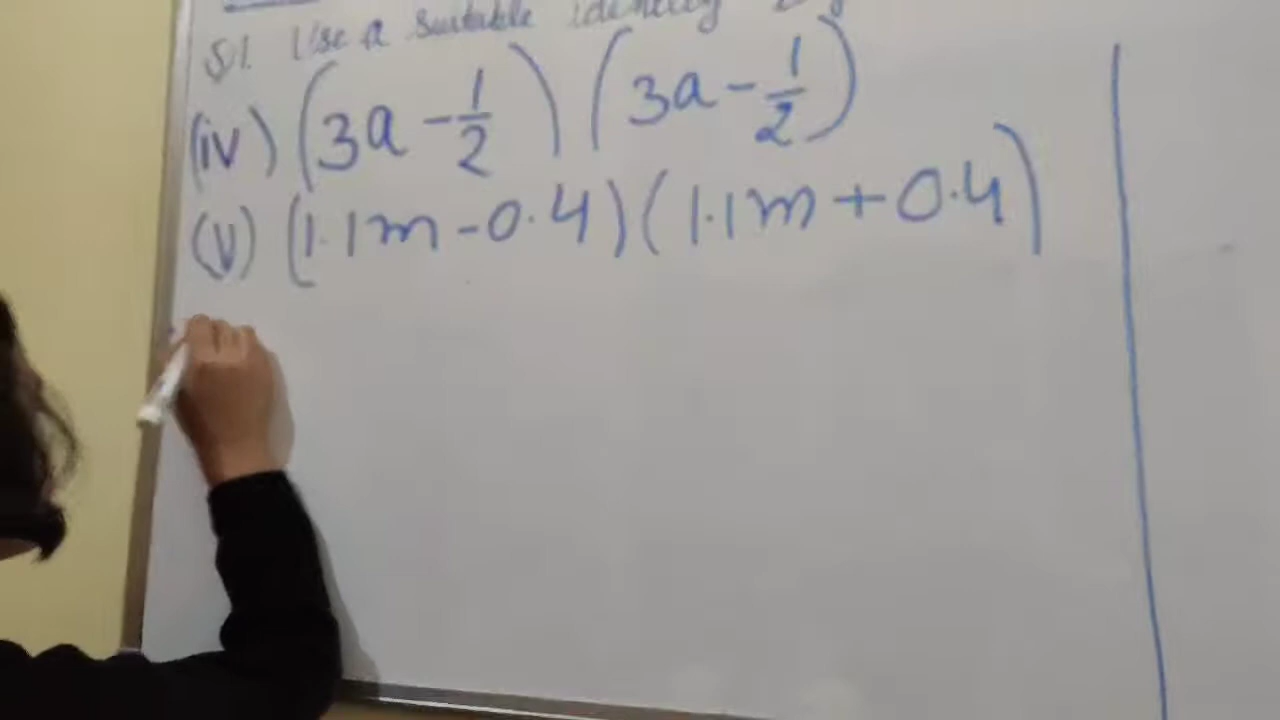 Q1. Use a suitable identity
(iv) (3a - 1/2) (3a - 1/2)
(v) (1.1m - 0.4) (1.1m + 0.4)